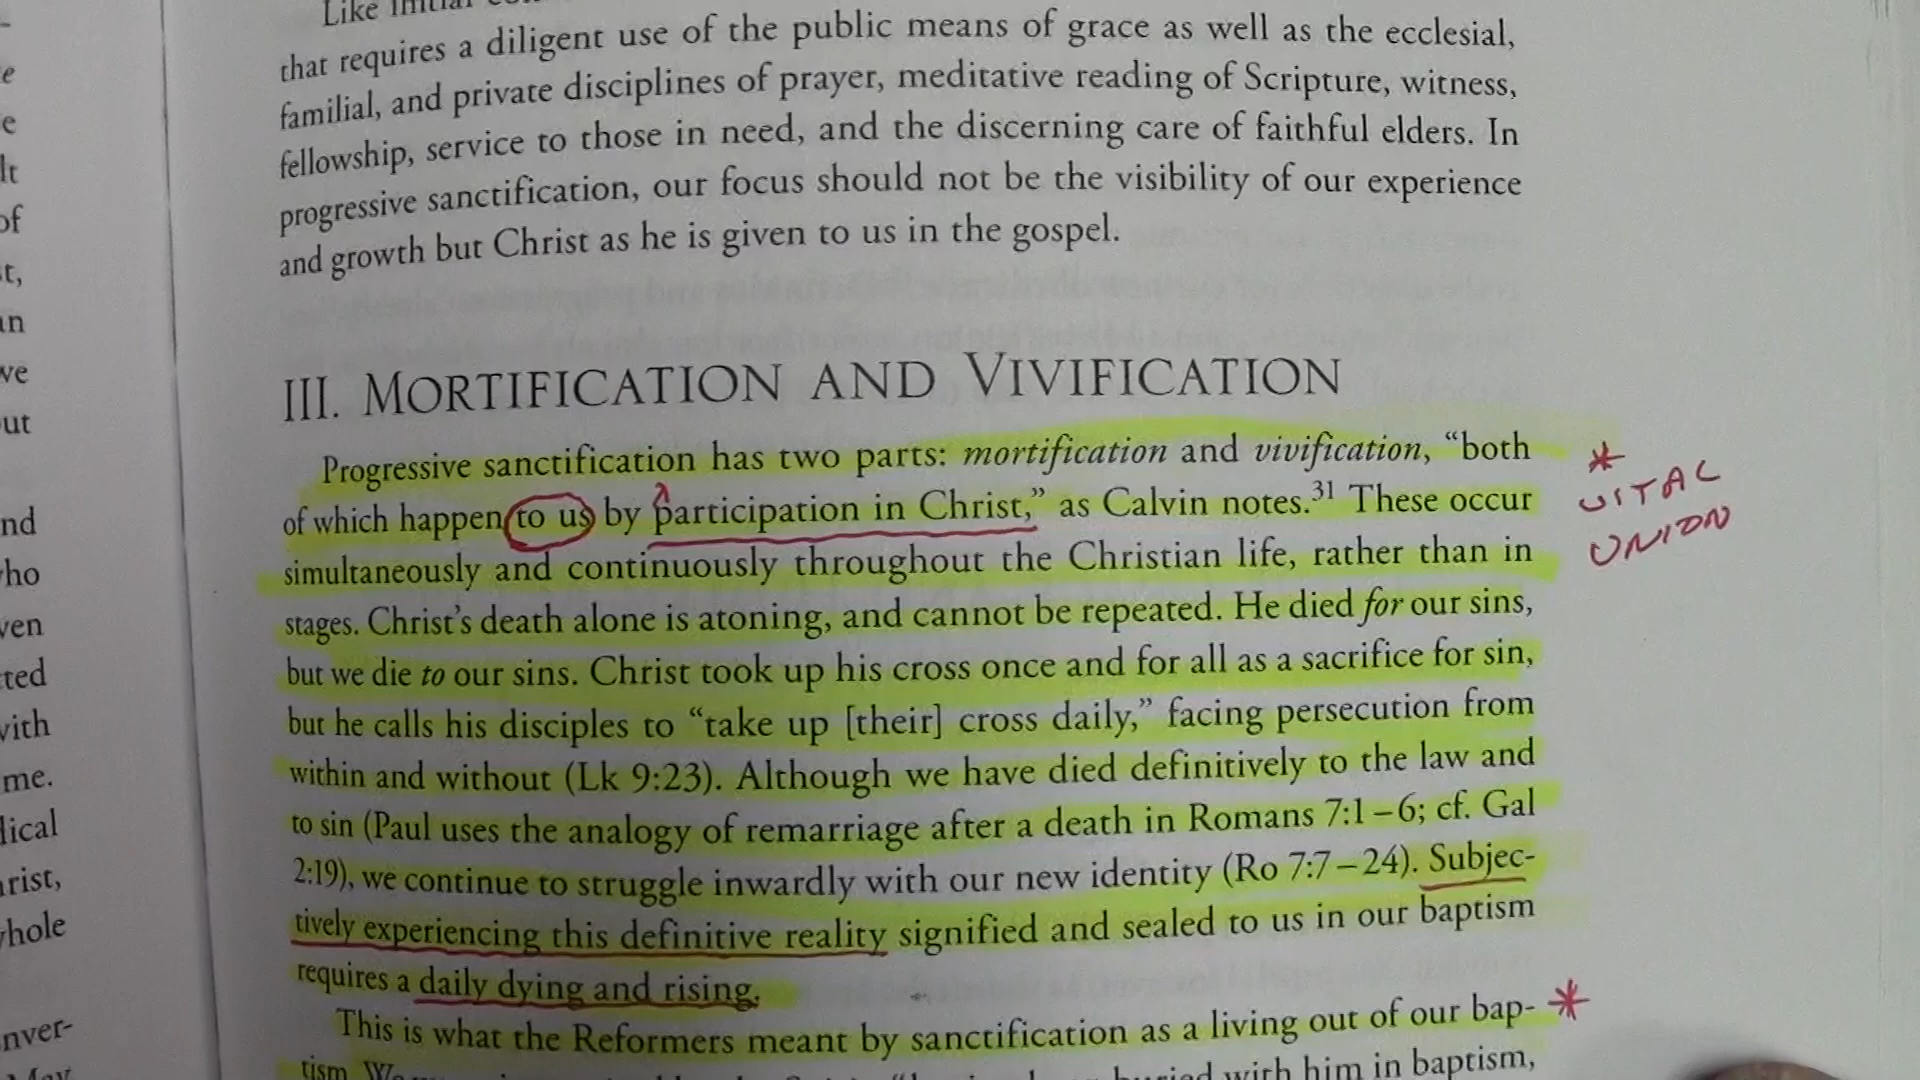 Like initial
that requires a diligent use of the public means of grace as well as the ecclesial,
familial, and private disciplines of prayer, meditative reading of Scripture, witness,
fellowship, service to those in need, and the discerning care of faithful elders. In
progressive sanctification, our focus should not be the visibility of our experience
and growth but Christ as he is given to us in the gospel.
III. MORTIFICATION AND VIVIFICATION
Progressive sanctification has two parts: mortification and vivification, “both
of which happen to us by participation in Christ,” as Calvin notes.31 These occur
simultaneously and continuously throughout the Christian life, rather than in
stages. Christ’s death alone is atoning, and cannot be repeated. He died for our sins,
but we die to our sins. Christ took up his cross once and for all as a sacrifice for sin,
but he calls his disciples to “take up [their] cross daily,” facing persecution from
within and without (Lk 9:23). Although we have died definitively to the law and
to sin (Paul uses the analogy of remarriage after a death in Romans 7:1–6; cf. Gal
2:19), we continue to struggle inwardly with our new identity (Ro 7:7–24). Subjec-
tively experiencing this definitive reality signified and sealed to us in our baptism
requires a daily dying and rising.
This is what the Reformers meant by sanctification as a living out of our bap-
tism
with him in baptism,
* VITAL
UNION
*